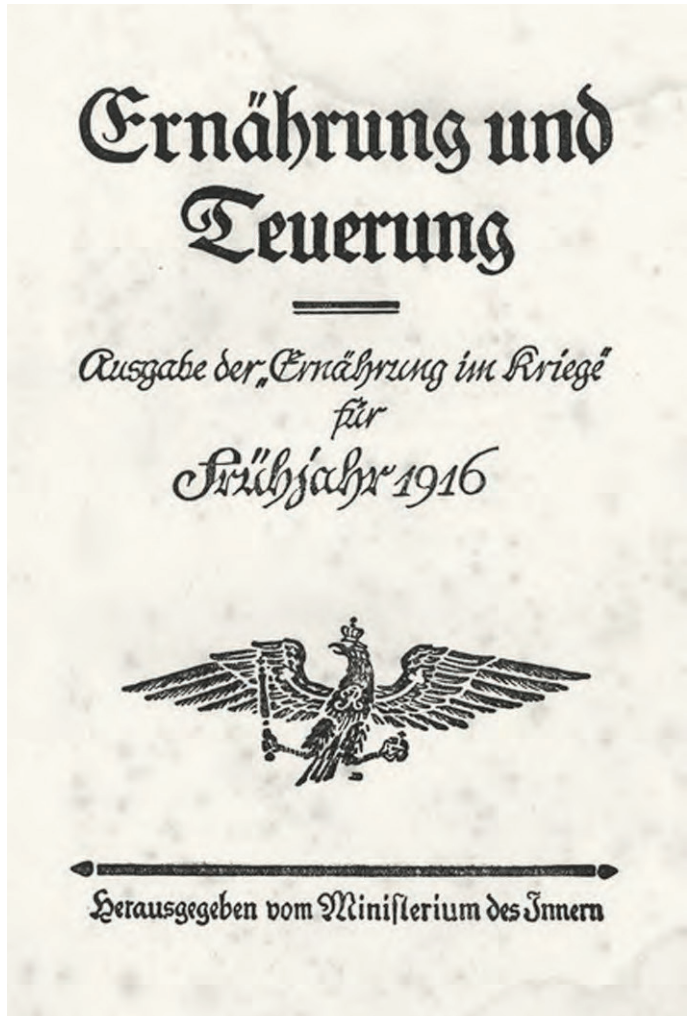 Ernährung und
Teuerung
Ausgabe der „Ernährung im Kriege“
für
Frühjahr 1916
Herausgegeben vom Ministerium des Innern